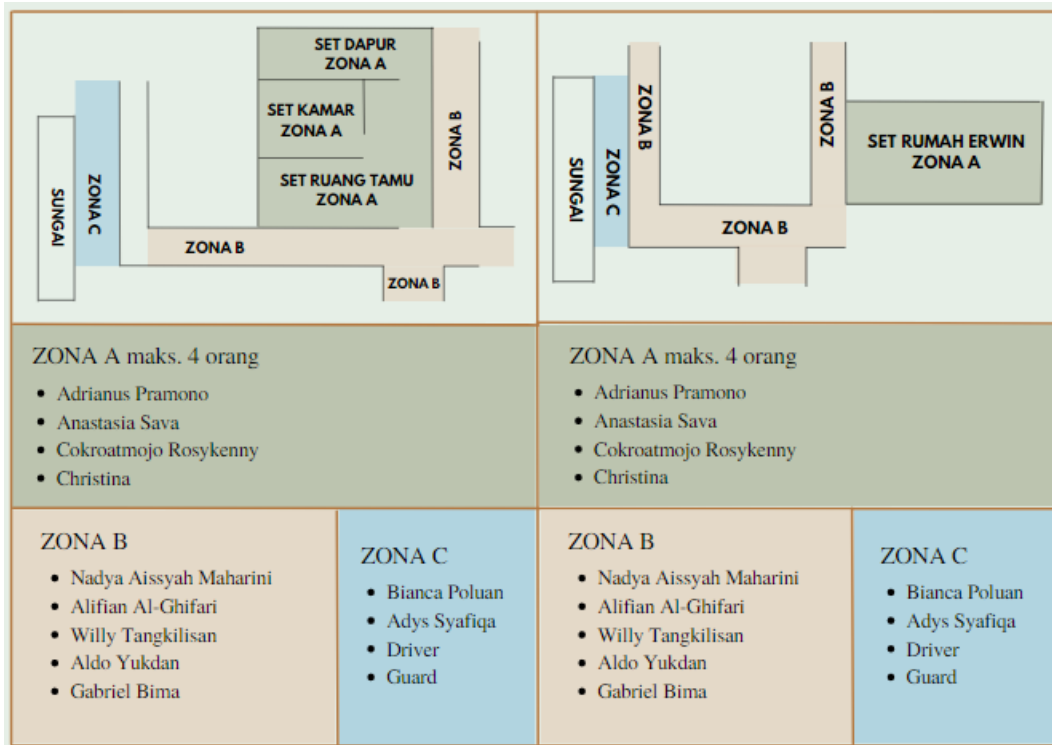 SET DAPUR
ZONA A
SET KAMAR
ZONA A
SET RUANG TAMU
ZONA A
ZONA B
SUNGAI
ZONA C
ZONA B
ZONA B
SUNGAI
ZONA C
ZONA B
ZONA B
ZONA B
SET RUMAH ERWIN
ZONA A
ZONA A maks. 4 orang
• Adrianus Pramono
• Anastasia Sava
• Cokroatmojo Rosykenny
• Christina
ZONA A maks. 4 orang
• Adrianus Pramono
• Anastasia Sava
• Cokroatmojo Rosykenny
• Christina
ZONA B
• Nadya Aissyah Maharini
• Alifian Al-Ghifari
• Willy Tangkilisan
• Aldo Yukdan
• Gabriel Bima
ZONA C
• Bianca Poluan
• Adys Syafiqa
• Driver
• Guard
ZONA B
• Nadya Aissyah Maharini
• Alifian Al-Ghifari
• Willy Tangkilisan
• Aldo Yukdan
• Gabriel Bima
ZONA C
• Bianca Poluan
• Adys Syafiqa
• Driver
• Guard